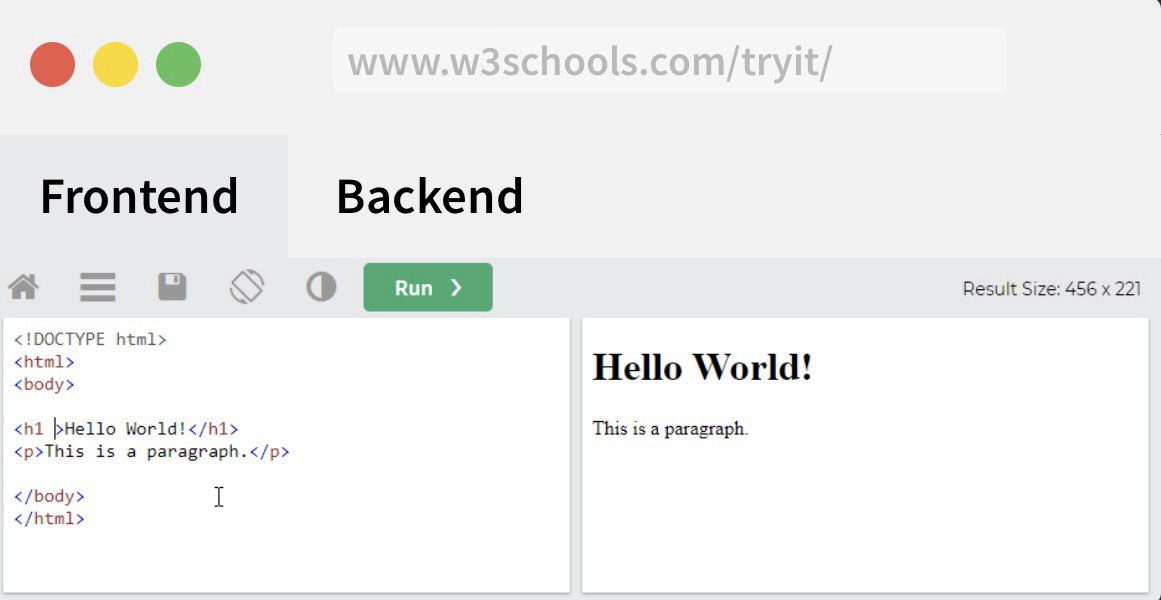 www.w3schools.com/tryit/
Frontend Backend
Run ❯ Result Size: 456 x 221
<!DOCTYPE html>
<html>
<body>
<h1 >Hello World!</h1>
<p>This is a paragraph.</p>
</body>
</html>
Hello World!
This is a paragraph.